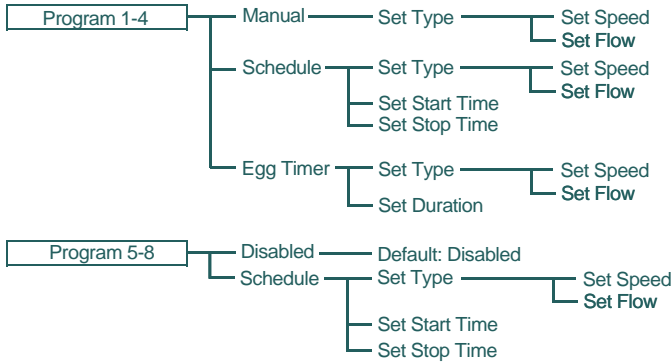 Program 1-4 Manual Set Type Set Speed
Set Flow
Schedule Set Type Set Speed
Set Flow
Set Start Time
Set Stop Time
Egg Timer Set Type Set Speed
Set Flow
Set Duration
Program 5-8 Disabled Default: Disabled
Schedule Set Type Set Speed
Set Flow
Set Start Time
Set Stop Time